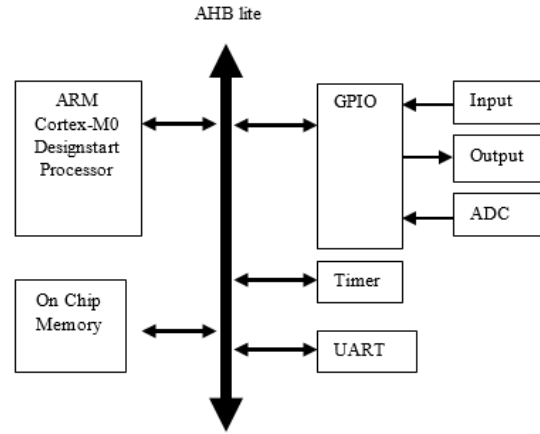 AHB lite
ARM
Cortex-M0
Designstart
Processor
GPIO
Input
Output
ADC
On Chip
Memory
Timer
UART